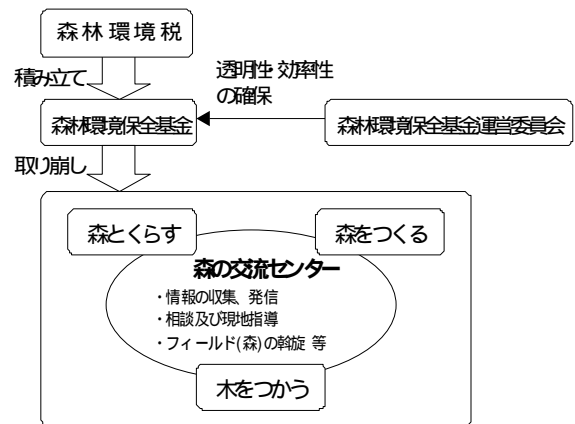 森林環境税
積み立て
透明性・効率性
の確保
森林環境保全基金
森林環境保全基金運営委員会
取り崩し
森とくらす
森をつくる
森の交流センター
・情報の収集、発信
・相談及び現地指導
・フィールド(森)の斡旋 等
木をつかう